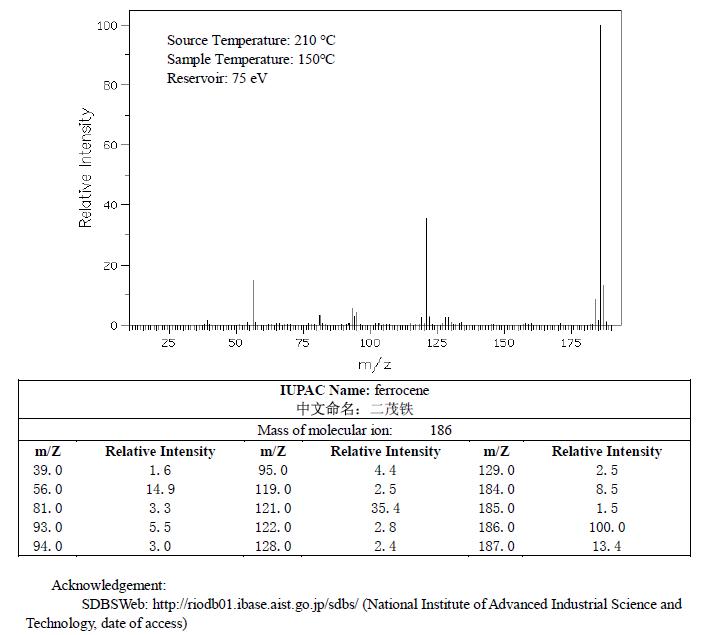 100
80
60
40
20
0
Relative Intensity
Source Temperature: 210 °C
Sample Temperature: 150°C
Reservoir: 75 eV
25 50 75 100 125 150 175
m/z
IUPAC Name: ferrocene
中文命名：二茂铁
Mass of molecular ion: 186
m/Z Relative Intensity m/Z Relative Intensity m/Z Relative Intensity
39.0 1.6 95.0 4.4 129.0 2.5
56.0 14.9 119.0 2.5 184.0 8.5
81.0 3.3 121.0 35.4 185.0 1.5
93.0 5.5 122.0 2.8 186.0 100.0
94.0 3.0 128.0 2.4 187.0 13.4
Acknowledgement:
SDBSWeb: http://riodb01.ibase.aist.go.jp/sdbs/ (National Institute of Advanced Industrial Science and
Technology, date of access)